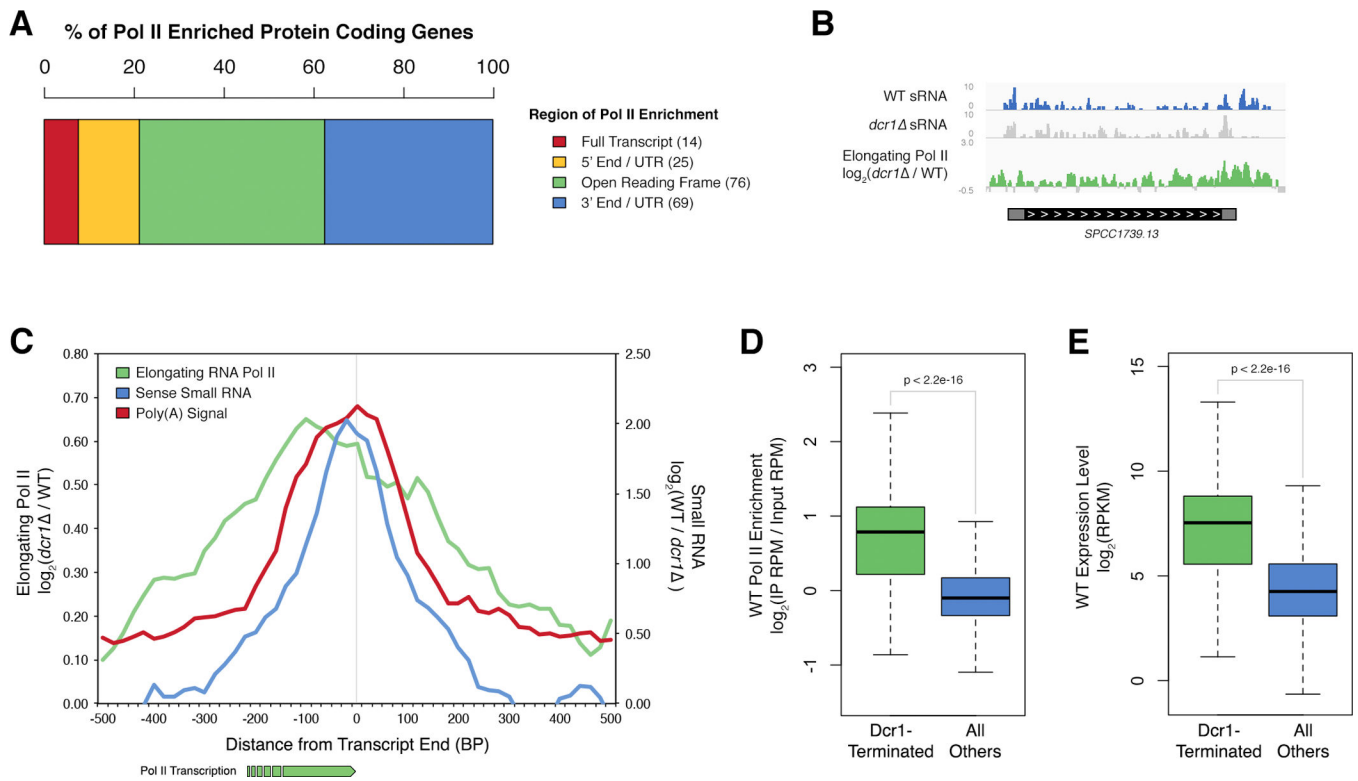 A
% of Pol II Enriched Protein Coding Genes
0 20 40 60 80 100
Region of Pol II Enrichment
Full Transcript (14)
5' End / UTR (25)
Open Reading Frame (76)
3' End / UTR (69)
B
WT sRNA
10
0
dcr1Δ sRNA
10
0
Elongating Pol II
log2(dcr1Δ / WT)
3.0
-0.5
> > > > > > > > > > > > > > >
SPCC1739.13
C
Elongating Pol II
log2(dcr1Δ / WT)
0.80
0.70
0.60
0.50
0.40
0.30
0.20
0.10
0.00
Elongating RNA Pol II
Sense Small RNA
Poly(A) Signal
2.50
2.00
1.50
1.00
0.50
0.00
Small RNA
log2(WT / dcr1Δ)
-500 -400 -300 -200 -100 0 100 200 300 400 500
Distance from Transcript End (BP)
Pol II Transcription
D
WT Pol II Enrichment
log2(IP RPM / Input RPM)
3
2
1
0
-1
p < 2.2e-16
Dcr1-
Terminated
All
Others
E
WT Expression Level
log2(RPKM)
15
10
5
0
p < 2.2e-16
Dcr1-
Terminated
All
Others